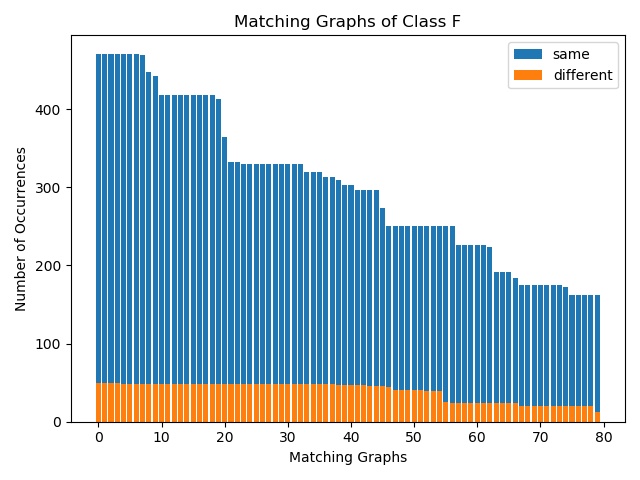 Matching Graphs of Class F
same
different
Number of Occurrences
400
300
200
100
0
0 10 20 30 40 50 60 70 80
Matching Graphs